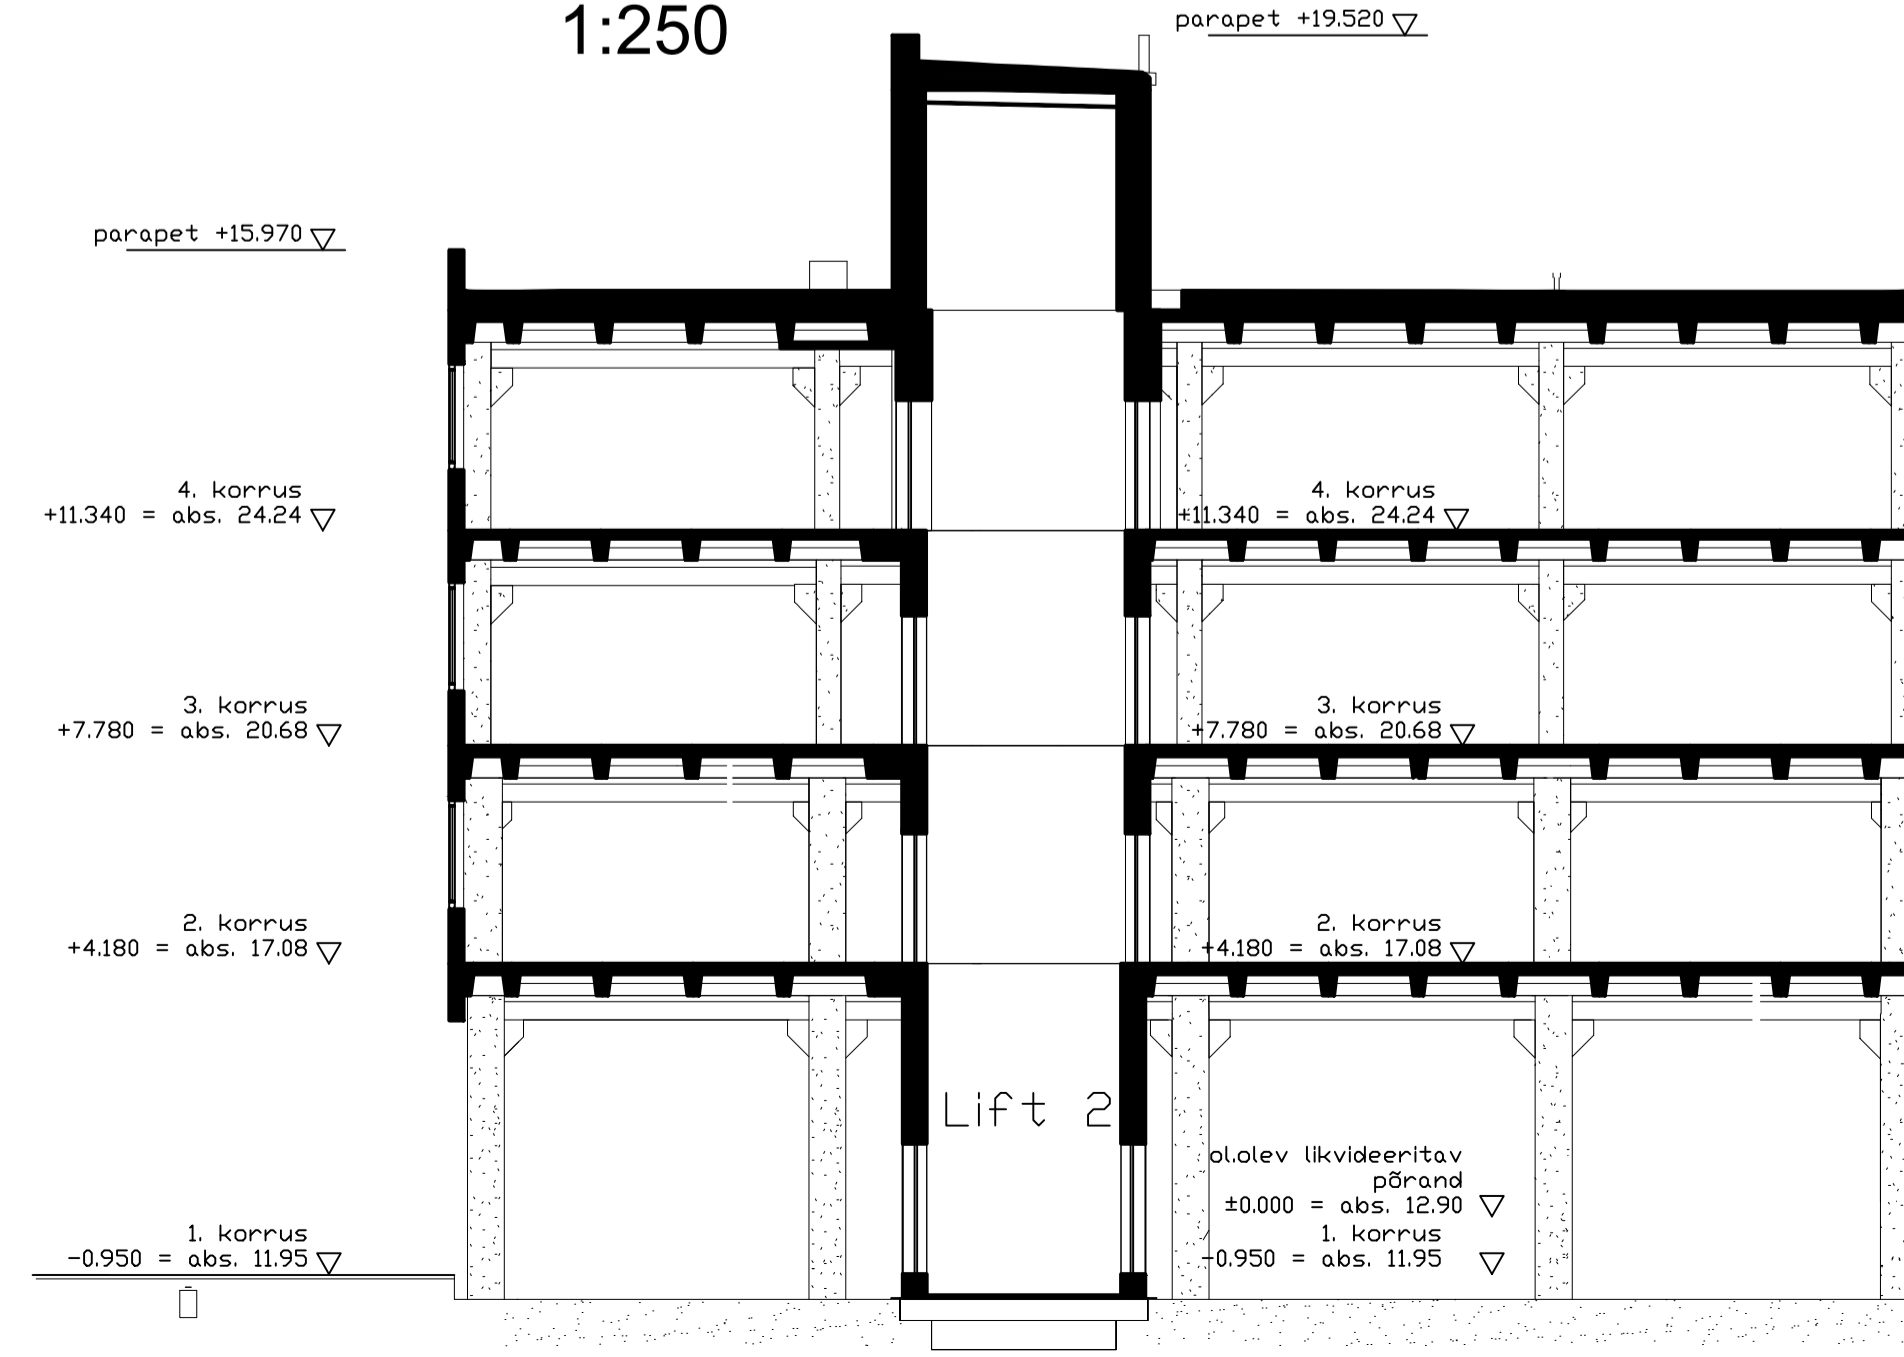 1:250
parapet +19.520
parapet +15.970
4. korrus
+11.340 = abs. 24.24
4. korrus
+11.340 = abs. 24.24
3. korrus
+7.780 = abs. 20.68
3. korrus
+7.780 = abs. 20.68
2. korrus
+4.180 = abs. 17.08
2. korrus
+4.180 = abs. 17.08
Lift 2
ol.olev likvideeritav
põrand
±0.000 = abs. 12.90
1. korrus
-0.950 = abs. 11.95
1. korrus
-0.950 = abs. 11.95